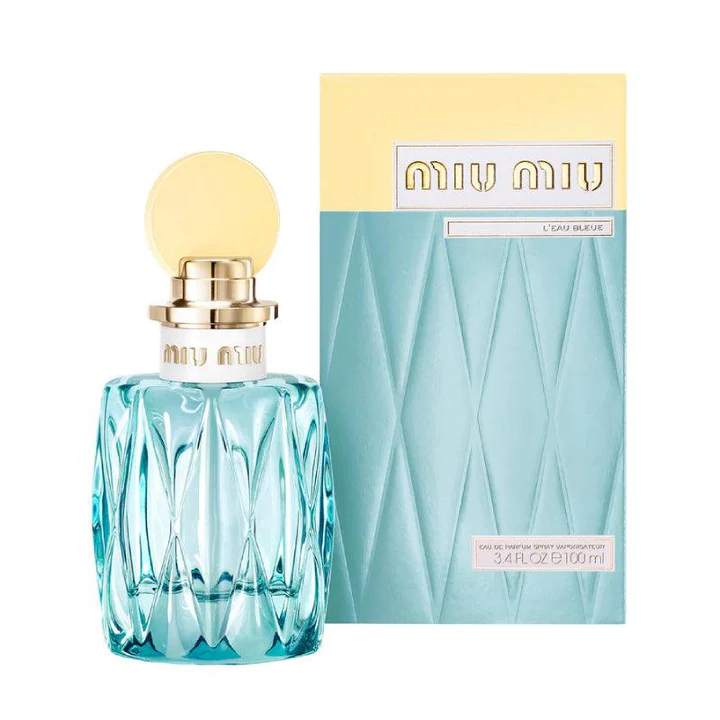 MIU MIU
MIU MIU
L'EAU BLEUE
EAU DE PARFUM SPRAY VAPORISATEUR
3.4 FL OZ ℮ 100 ml